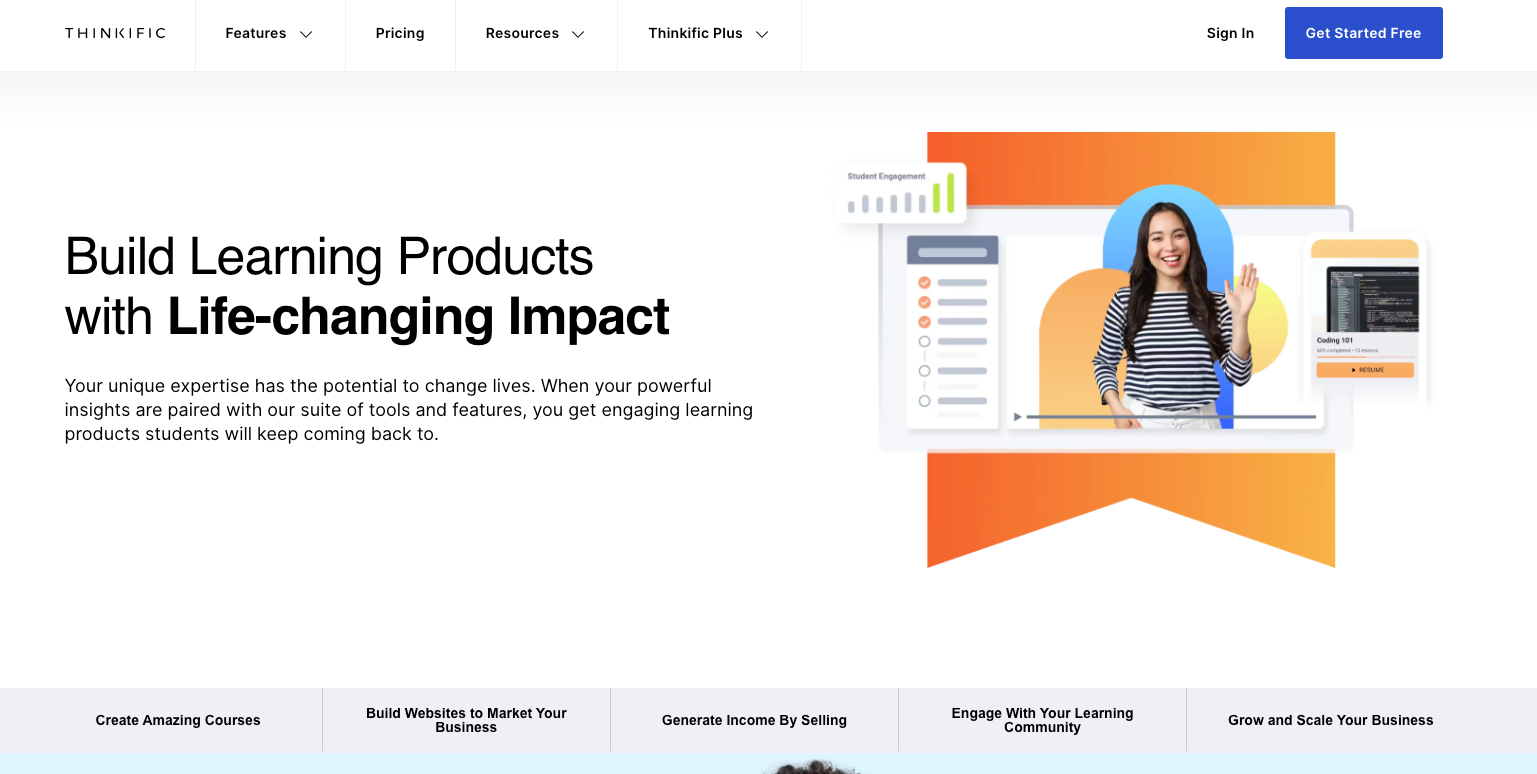 THINKIFIC
Features
Pricing
Resources
Thinkific Plus
Sign In
Get Started Free
Build Learning Products
with Life-changing Impact
Your unique expertise has the potential to change lives. When your powerful
insights are paired with our suite of tools and features, you get engaging learning
products students will keep coming back to.
Student Engagement
Coding 101
60% completed • 13 lessons
RESUME
Create Amazing Courses
Build Websites to Market Your
Business
Generate Income By Selling
Engage With Your Learning
Community
Grow and Scale Your Business